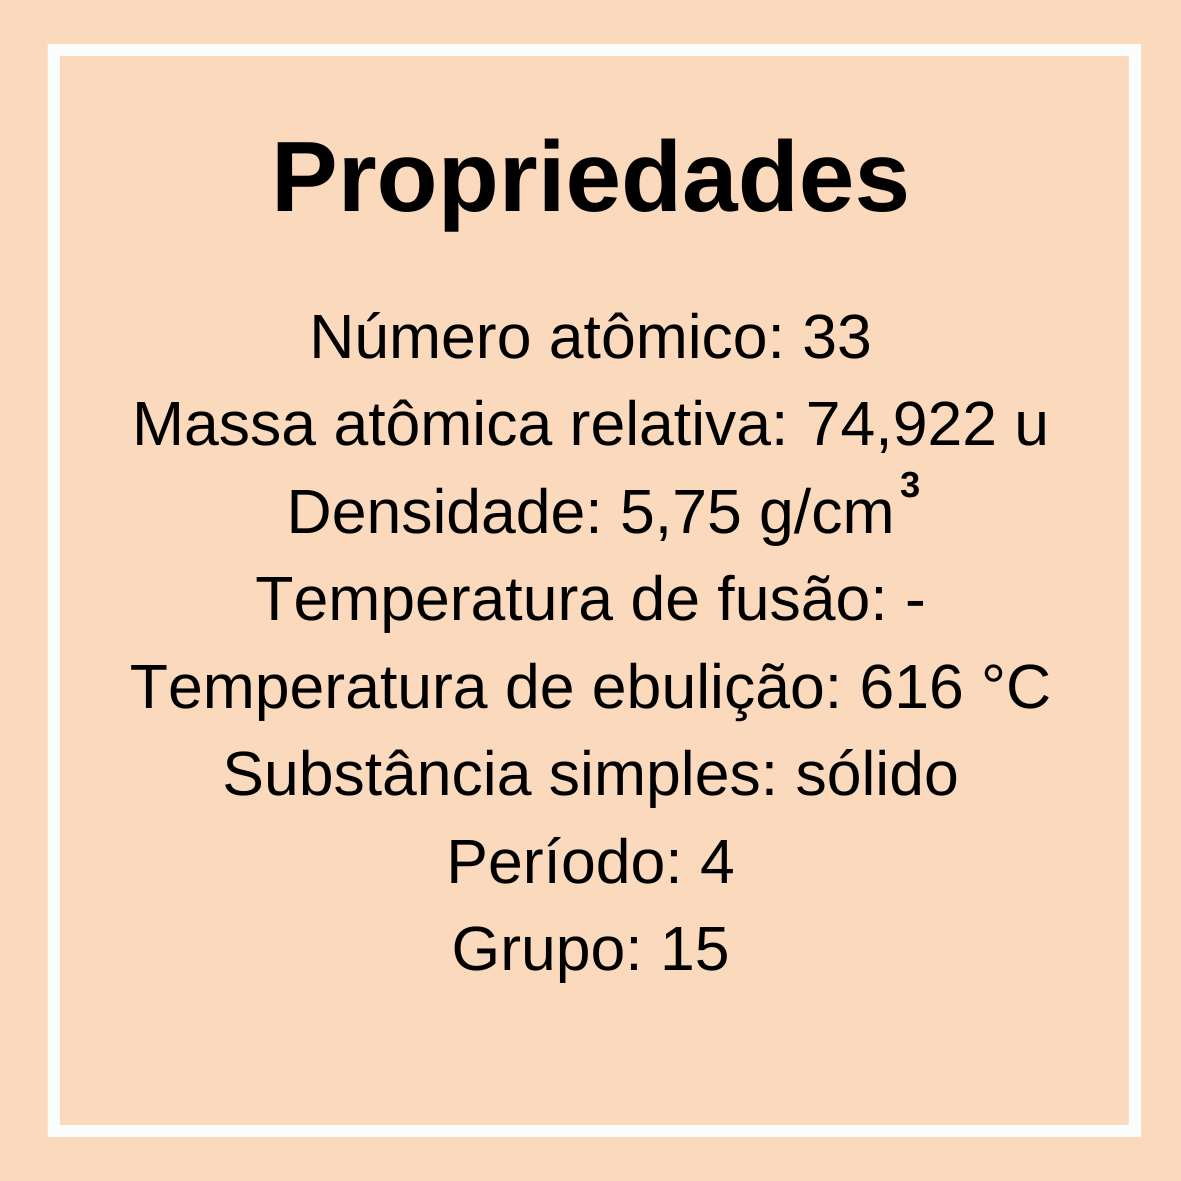 Propriedades
Número atômico: 33
Massa atômica relativa: 74,922 u
Densidade: 5,75 g/cm³
Temperatura de fusão: -
Temperatura de ebulição: 616 °C
Substância simples: sólido
Período: 4
Grupo: 15